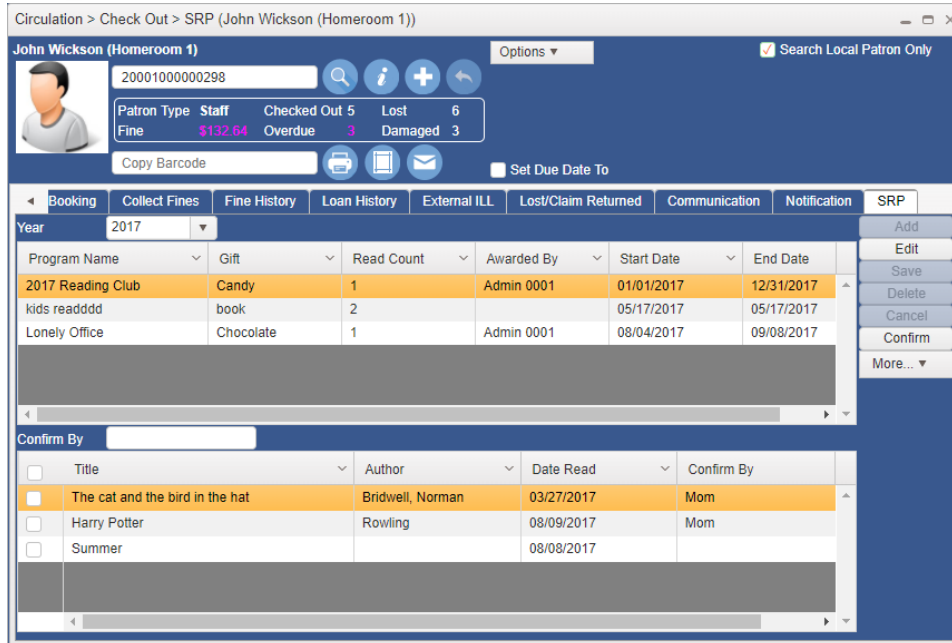 Circulation > Check Out > SRP (John Wickson (Homeroom 1))
John Wickson (Homeroom 1) Options Search Local Patron Only
20001000000298
Patron Type Staff Checked Out 5 Lost 6
Fine $132.64 Overdue 3 Damaged 3
Copy Barcode Set Due Date To
Booking Collect Fines Fine History Loan History External ILL Lost/Claim Returned Communication Notification SRP
Year 2017 Add
Program Name Gift Read Count Awarded By Start Date End Date Edit
Save
2017 Reading Club Candy 1 Admin 0001 01/01/2017 12/31/2017 Delete
kids readddd book 2 05/17/2017 05/17/2017 Cancel
Lonely Office Chocolate 1 Admin 0001 08/04/2017 09/08/2017 Confirm
More...
Confirm By
Title Author Date Read Confirm By
The cat and the bird in the hat Bridwell, Norman 03/27/2017 Mom
Harry Potter Rowling 08/09/2017 Mom
Summer 08/08/2017